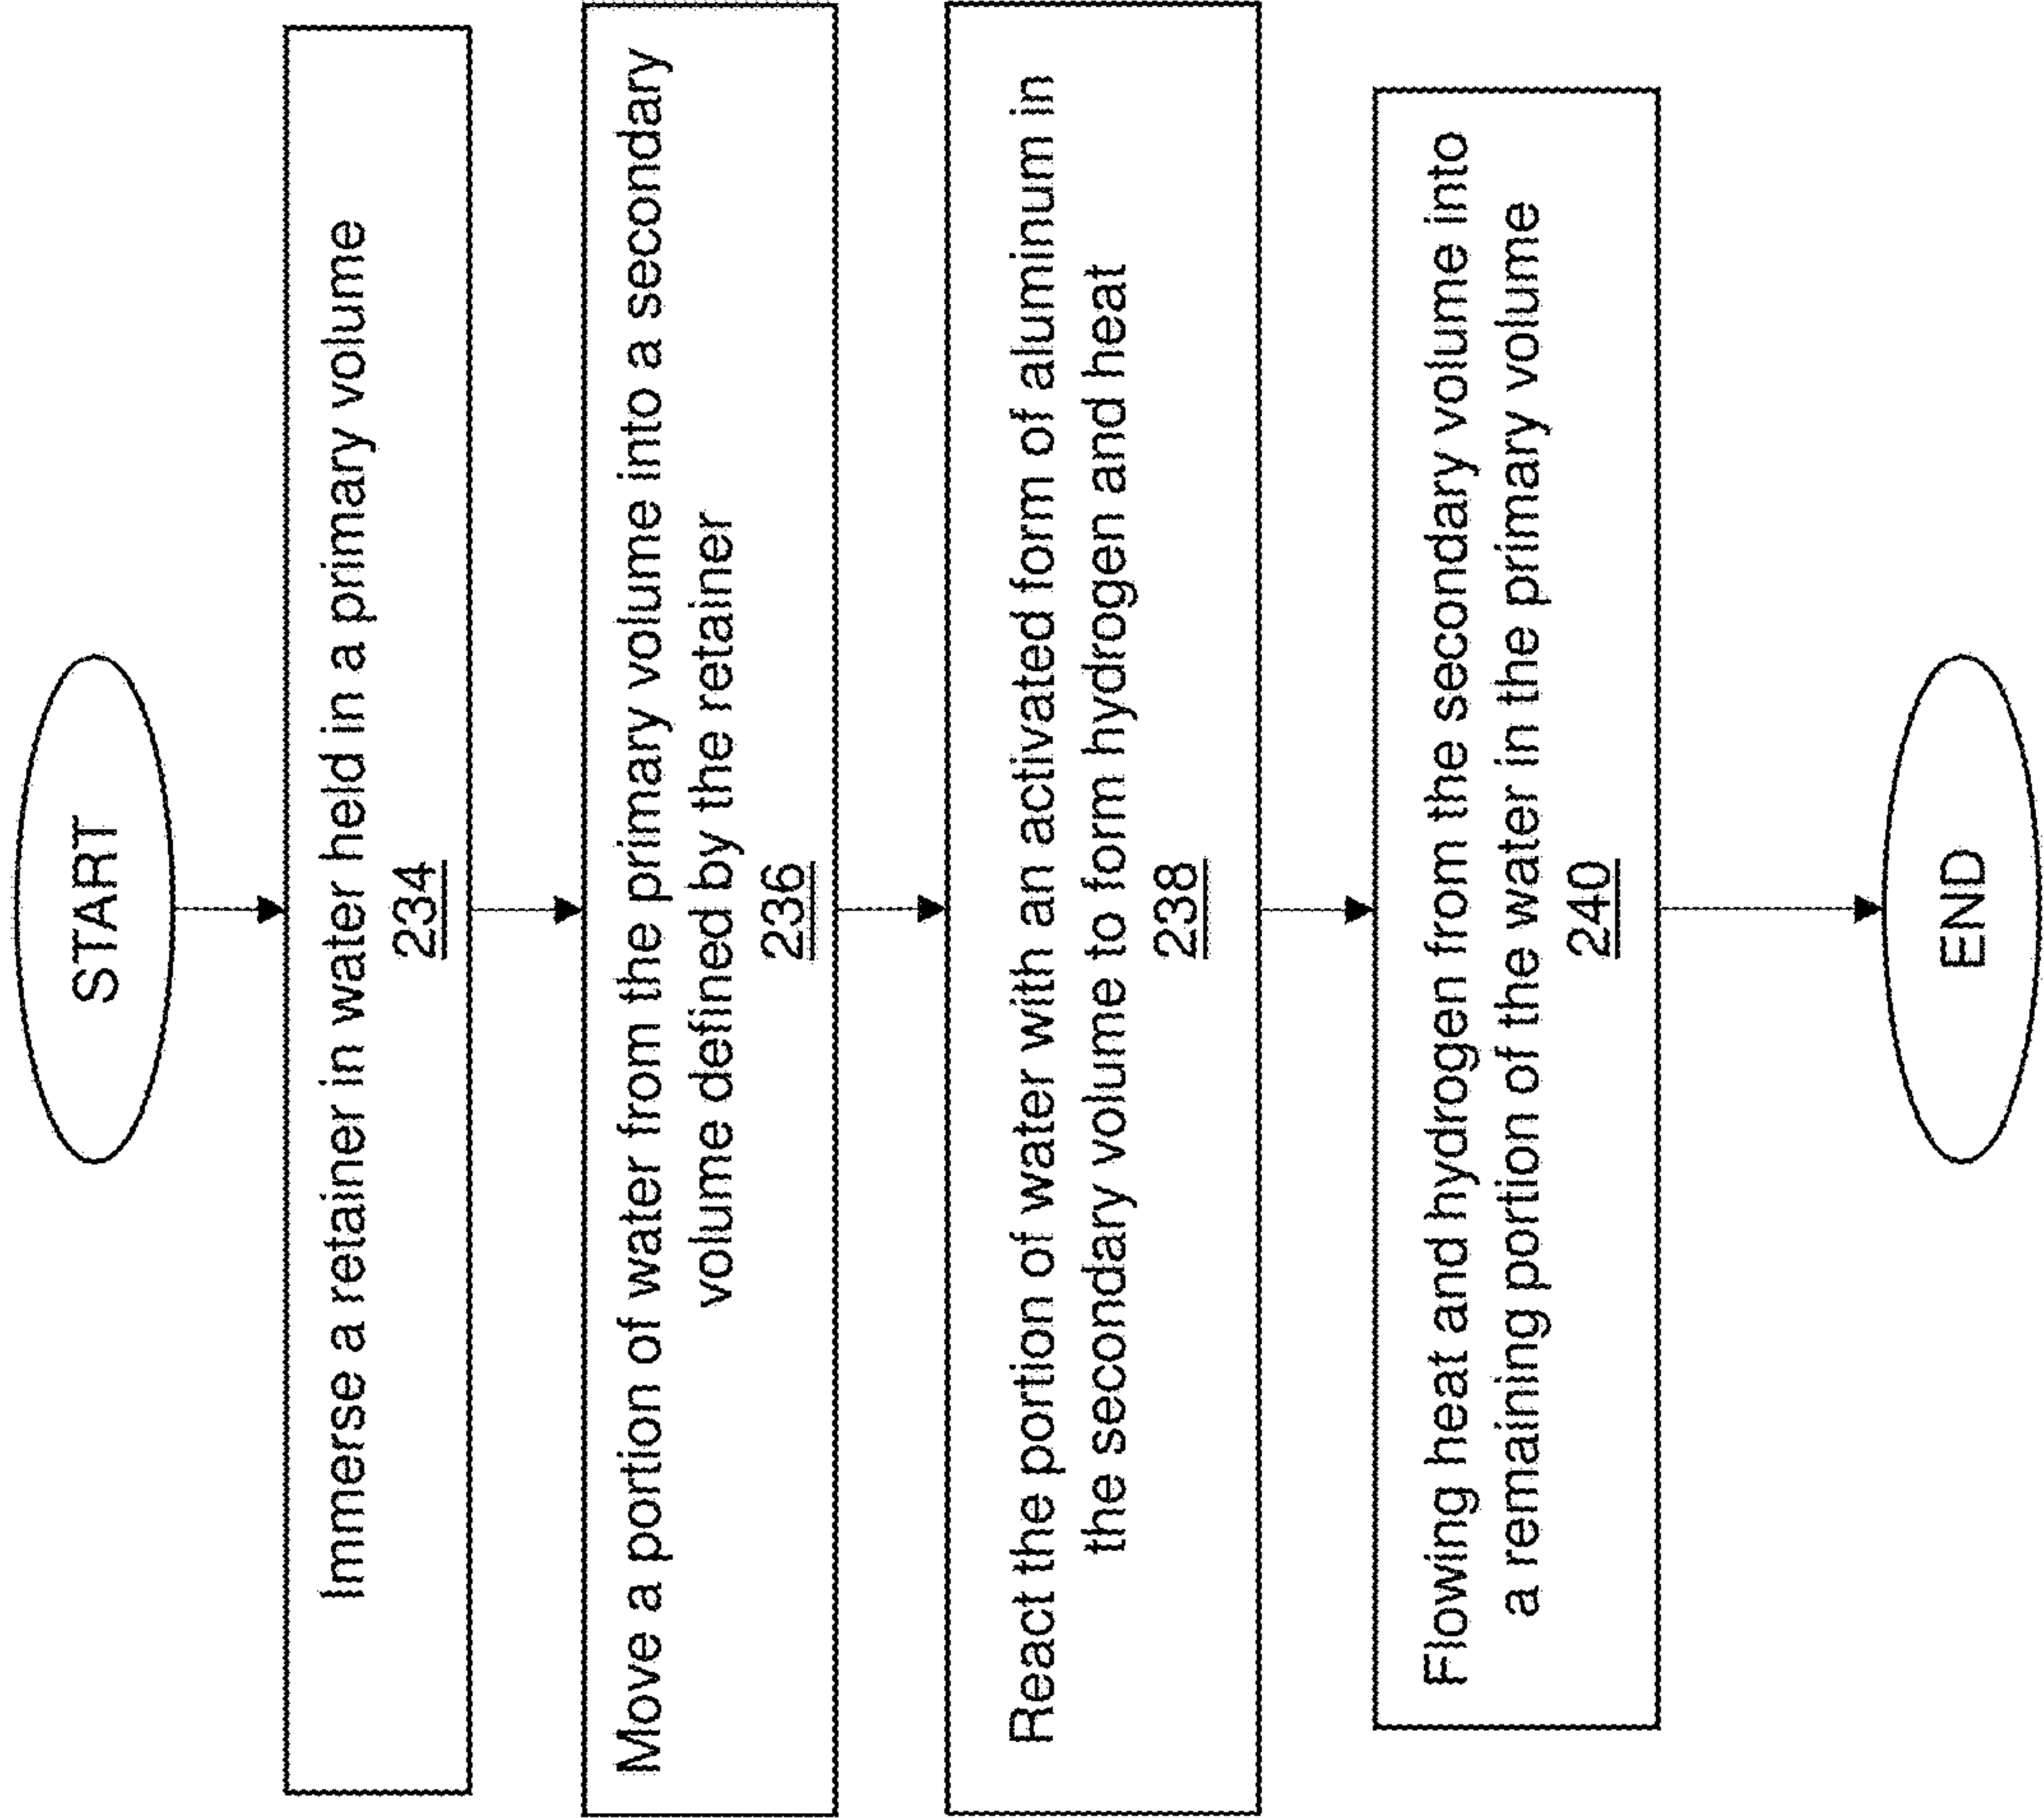 START
Immerse a retainer in water held in a primary volume
234
Move a portion of water from the primary volume into a secondary
volume defined by the retainer
236
React the portion of water with an activated form of aluminum in
the secondary volume to form hydrogen and heat
238
Flowing heat and hydrogen from the secondary volume into
a remaining portion of the water in the primary volume
240
END